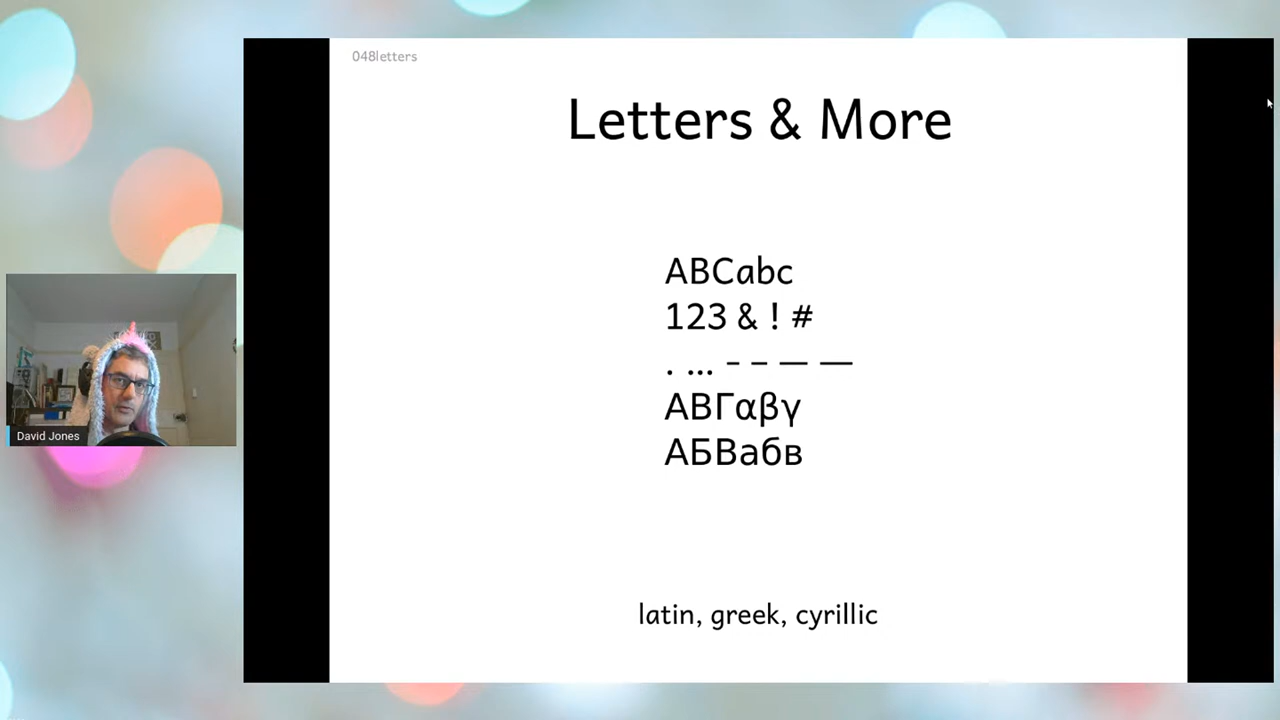 048letters
Letters & More
ABCabc
123 & ! #
. … - – — —
ΑΒΓαβγ
АБВабв
latin, greek, cyrillic
David Jones